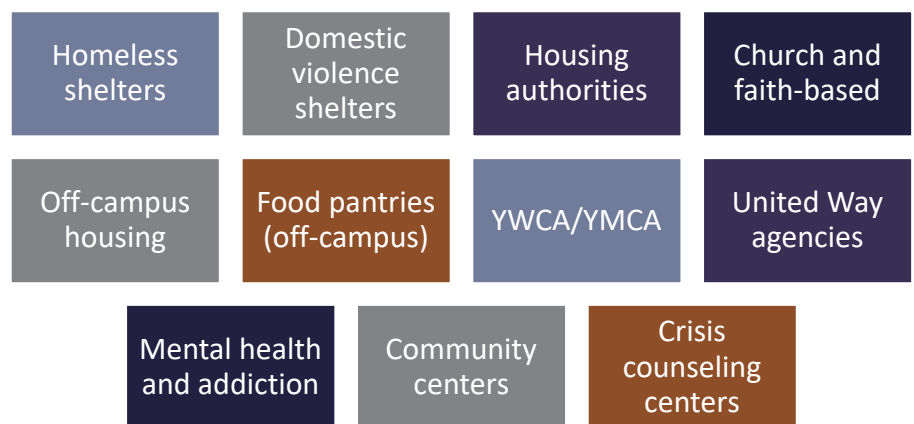 Homeless
shelters
Domestic
violence
shelters
Housing
authorities
Church and
faith-based
Off-campus
housing
Food pantries
(off-campus)
YWCA/YMCA
United Way
agencies
Mental health
and addiction
Community
centers
Crisis
counseling
centers